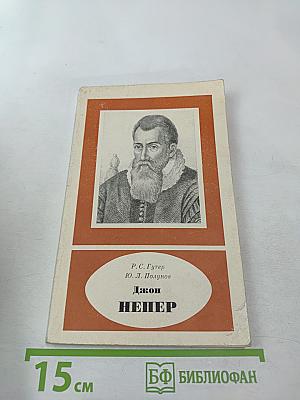 Р. С. Гутер
Ю. Л. Полунов
Джон
НЕПЕР
15 см
БФ БИБЛИОФАН